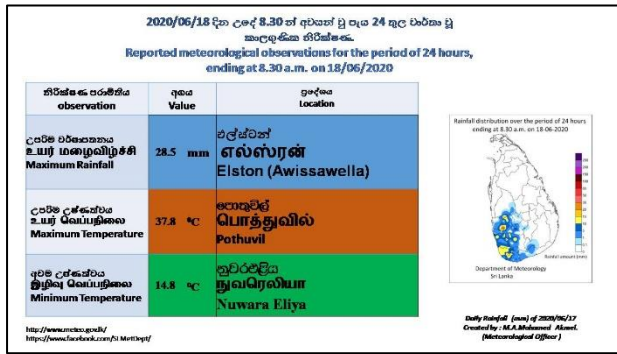 2020/06/18 දින උදේ 8.30 න් අවසන් වූ පැය 24 තුල වාර්තා වූ
කාලගුණික නිරීක්ෂණ.
Reported meteorological observations for the period of 24 hours,
ending at 8.30 a.m. on 18/06/2020
නිරීක්ෂණ පරාමිතිය
observation
අගය
Value
ප්‍රදේශය
Location
උපරිම වර්ෂාපතනය
உயர் மழைவீழ்ச்சி
Maximum Rainfall
28.5 mm
එල්ස්ටන්
எல்ஸ்ரன்
Elston (Awissawella)
උපරිම උෂ්ණත්වය
உயர் வெப்பநிலை
Maximum Temperature
37.8 ⁰C
පොතුවිල්
பொத்துவில்
Pothuvil
අවම උෂ්ණත්වය
இழிவு வெப்பநிலை
Minimum Temperature
14.8 ⁰C
නුවරඑළිය
நுவரெலியா
Nuwara Eliya
Rainfall distribution over the period of 24 hours
ending at 8.30 a.m. on 18-06-2020
Rainfall amount (mm)
Department of Meteorology
Sri Lanka
http://www.meteo.gov.lk/
https://www.facebook.com/SLMetDept/
Daily Rainfall (mm) of 2020/06/17
Created by : M.A.Mohamed Akmel.
(Meteorological Officer )